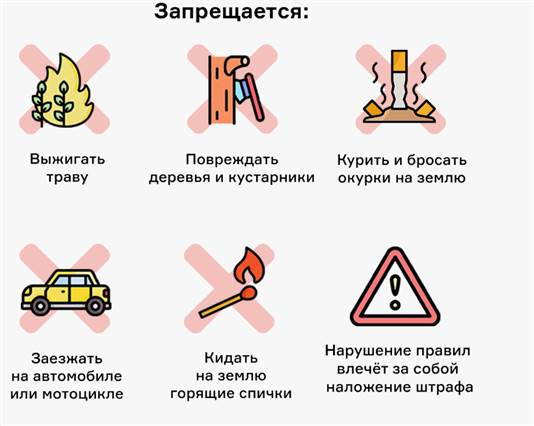 Запрещается:
Выжигать
траву
Повреждать
деревья и кустарники
Курить и бросать
окурки на землю
Заезжать
на автомобиле
или мотоцикле
Кидать
на землю
горящие спички
Нарушение правил
влечёт за собой
наложение штрафа